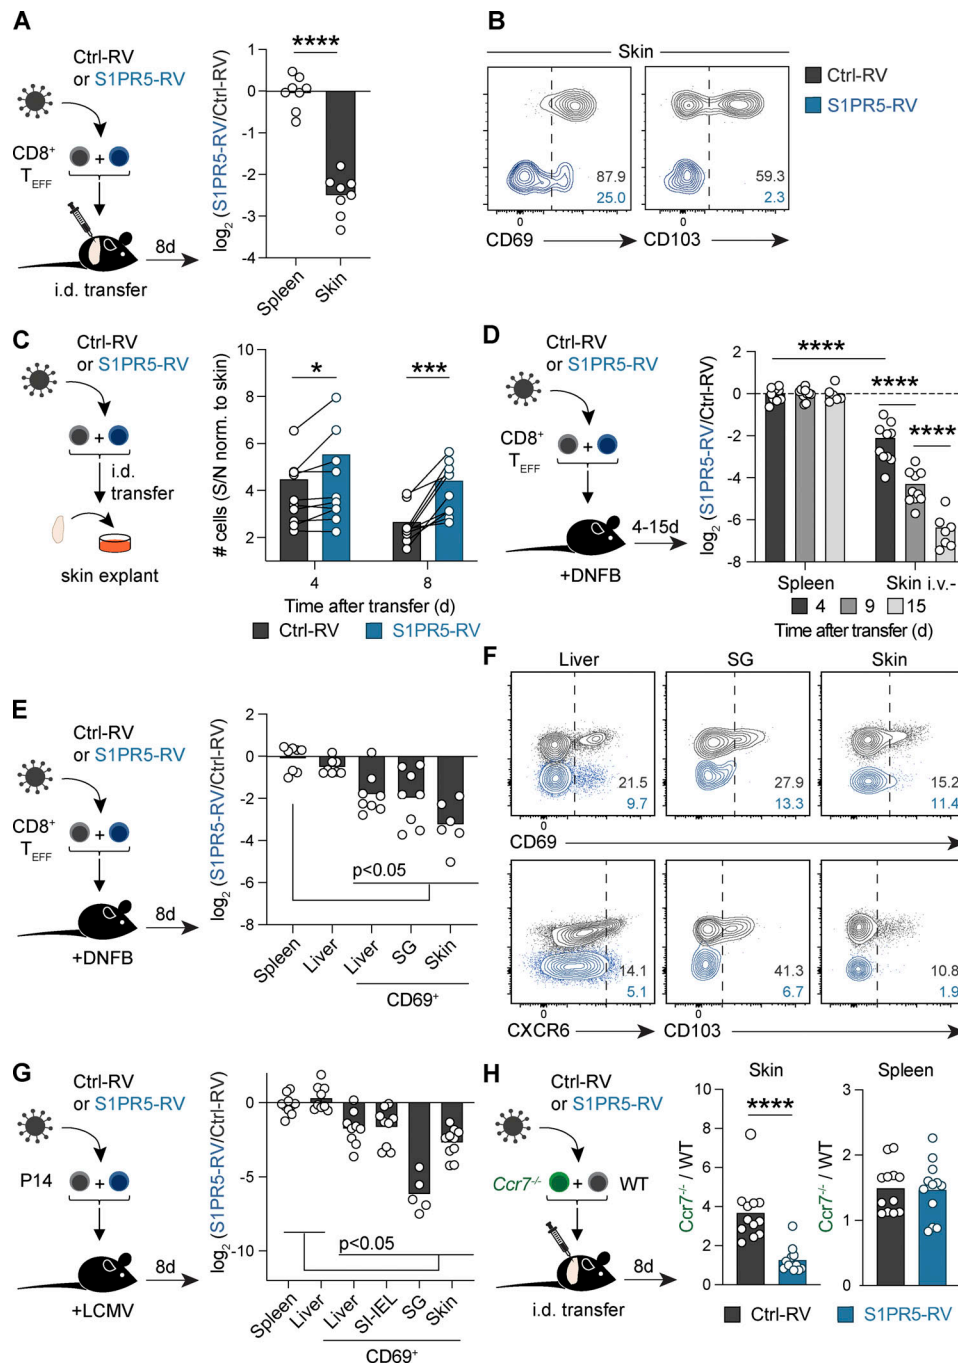 A
Ctrl-RV
or S1PR5-RV
CD8+
TEFF
i.d. transfer
8d
log2 (S1PR5-RV/Ctrl-RV)
1
0
-1
-2
-3
-4
****
Spleen
Skin
B
Skin
Ctrl-RV
S1PR5-RV
87.9
25.0
59.3
2.3
0
0
CD69
CD103
C
Ctrl-RV
or S1PR5-RV
i.d.
transfer
skin explant
# cells (S/N norm. to skin)
10
8
6
4
2
*
***
4
8
Time after transfer (d)
Ctrl-RV
S1PR5-RV
D
Ctrl-RV
or S1PR5-RV
CD8+
TEFF
4-15d
+DNFB
log2 (S1PR5-RV/Ctrl-RV)
2
0
-2
-4
-6
-8
****
****
****
Spleen
Skin i.v.-
4
9
15
Time after transfer (d)
E
Ctrl-RV
or S1PR5-RV
CD8+
TEFF
8d
+DNFB
log2 (S1PR5-RV/Ctrl-RV)
2
0
-2
-4
-6
-8
p<0.05
Spleen
Liver
Liver
SG
Skin
CD69+
F
Liver
SG
Skin
21.5
9.7
27.9
13.3
15.2
11.4
0
CD69
14.1
5.1
41.3
6.7
10.8
1.9
0
CXCR6
CD103
G
Ctrl-RV
or S1PR5-RV
P14
8d
+LCMV
log2 (S1PR5-RV/Ctrl-RV)
0
-5
-10
p<0.05
Spleen
Liver
Liver
SI-IEL
SG
Skin
CD69+
H
Ctrl-RV
or S1PR5-RV
Ccr7-/-
WT
8d
i.d. transfer
Skin
Ccr7-/- / WT
10
8
6
4
2
0
****
Spleen
Ccr7-/- / WT
3
2
1
0
Ctrl-RV
S1PR5-RV